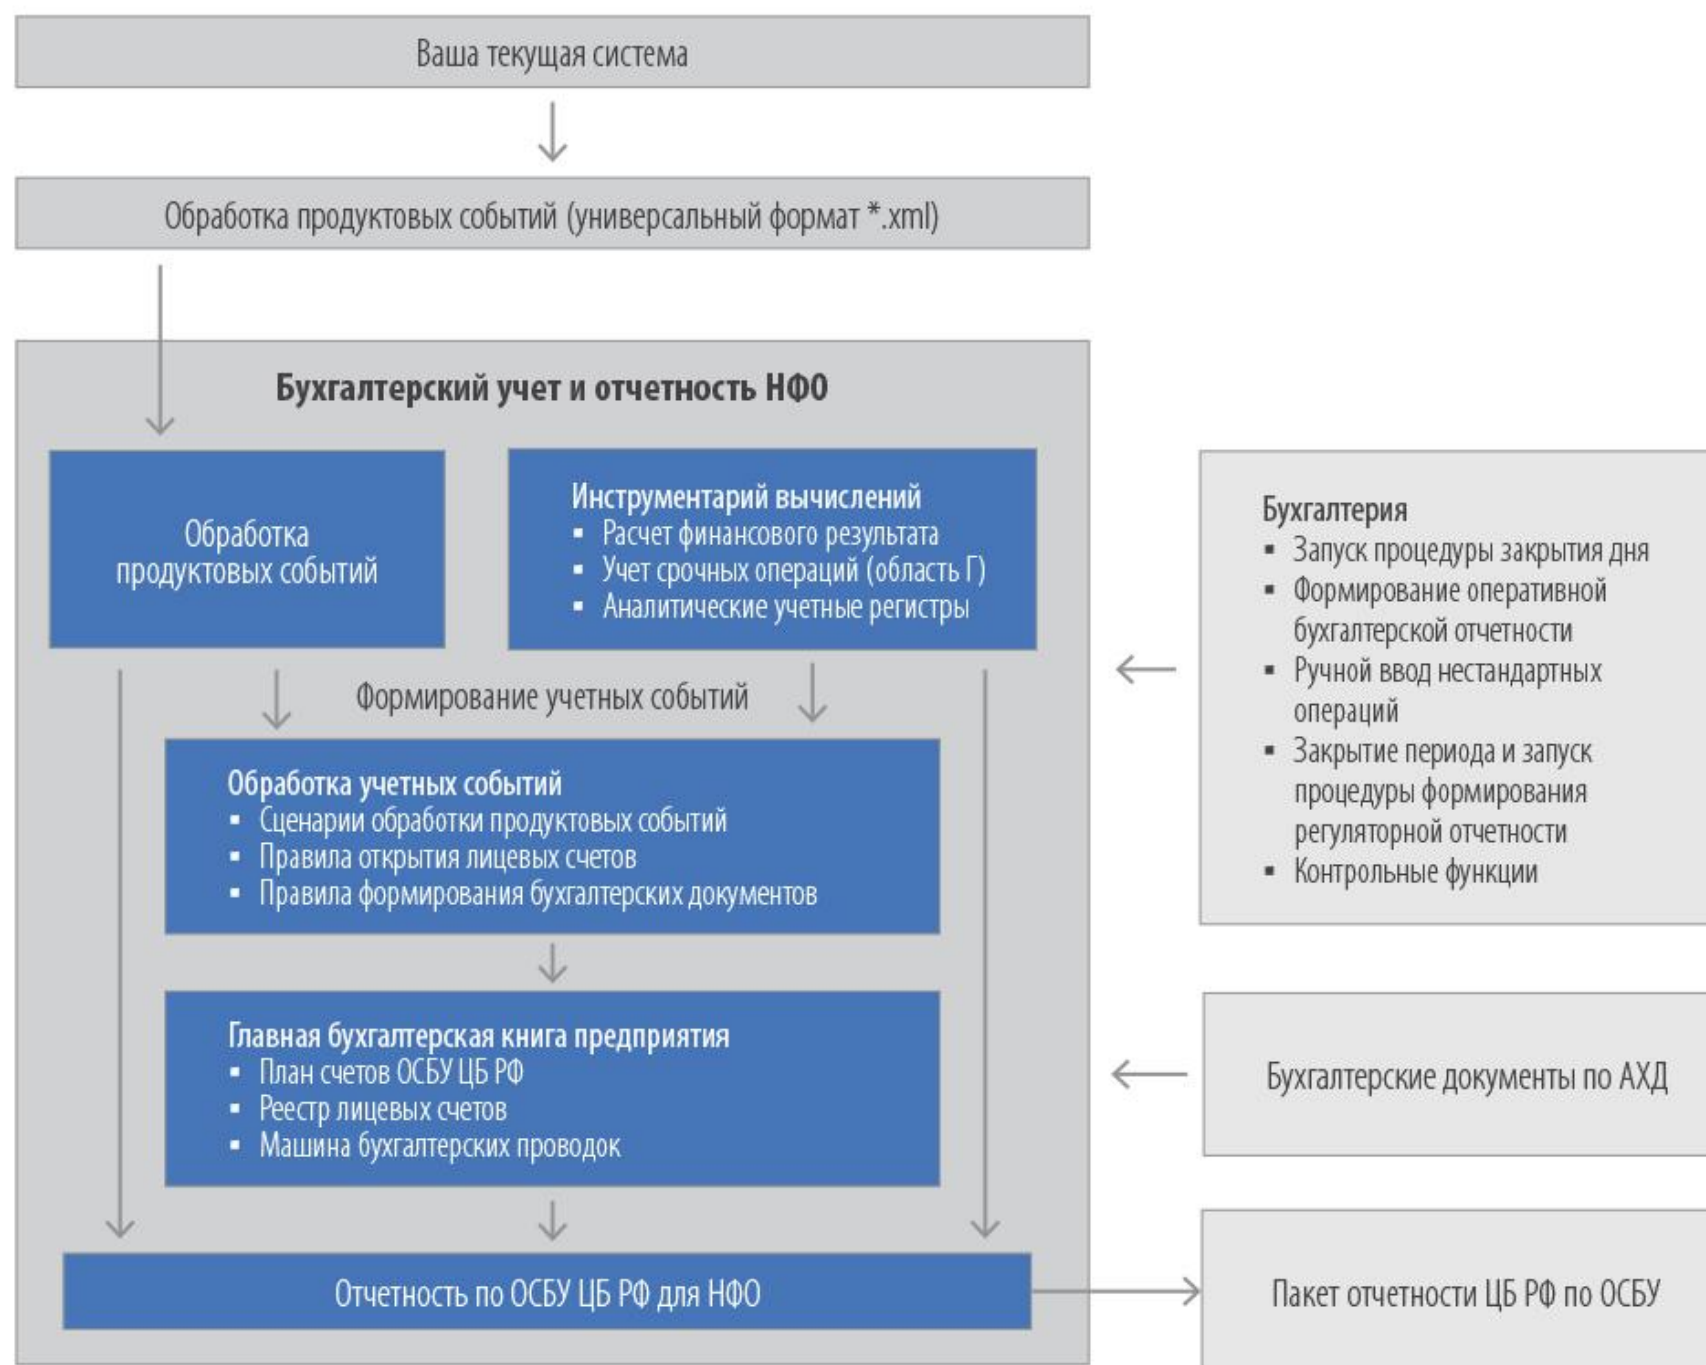 Ваша текущая система
Обработка продуктовых событий (универсальный формат *.xml)
Бухгалтерский учет и отчетность НФО
Обработка
продуктовых событий
Инструментарий вычислений
▪ Расчет финансового результата
▪ Учет срочных операций (область Г)
▪ Аналитические учетные регистры
Формирование учетных событий
Обработка учетных событий
▪ Сценарии обработки продуктовых событий
▪ Правила открытия лицевых счетов
▪ Правила формирования бухгалтерских документов
Главная бухгалтерская книга предприятия
▪ План счетов ОСБУ ЦБ РФ
▪ Реестр лицевых счетов
▪ Машина бухгалтерских проводок
Отчетность по ОСБУ ЦБ РФ для НФО
Бухгалтерия
▪ Запуск процедуры закрытия дня
▪ Формирование оперативной
бухгалтерской отчетности
▪ Ручной ввод нестандартных
операций
▪ Закрытие периода и запуск
процедуры формирования
регуляторной отчетности
▪ Контрольные функции
Бухгалтерские документы по АХД
Пакет отчетности ЦБ РФ по ОСБУ